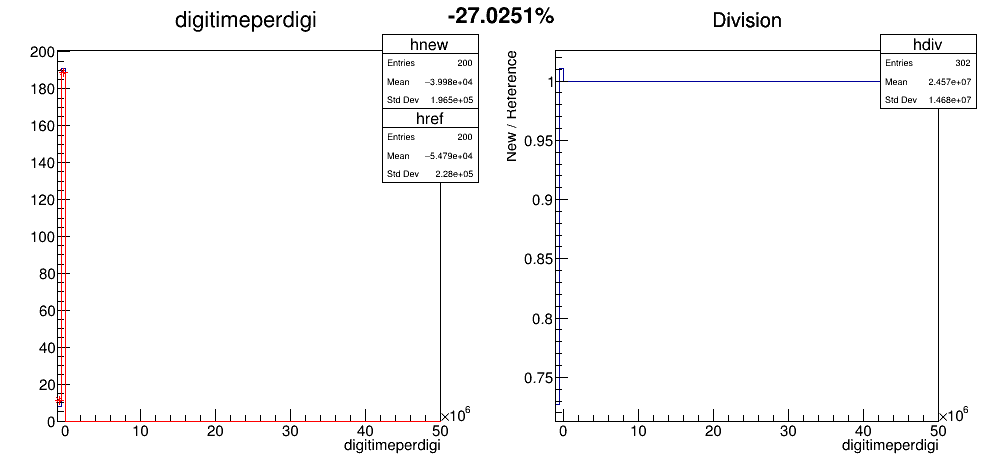 -27.0251%
digitimeperdigi
hnew
Entries 200
Mean −3.998e+04
Std Dev 1.965e+05
href
Entries 200
Mean −5.479e+04
Std Dev 2.28e+05
200
180
160
140
120
100
80
60
40
20
0
0 10 20 30 40 50
×10⁶
digitimeperdigi
Division
hdiv
Entries 302
Mean 2.457e+07
Std Dev 1.468e+07
New / Reference
1
0.95
0.9
0.85
0.8
0.75
0 10 20 30 40 50
×10⁶
digitimeperdigi